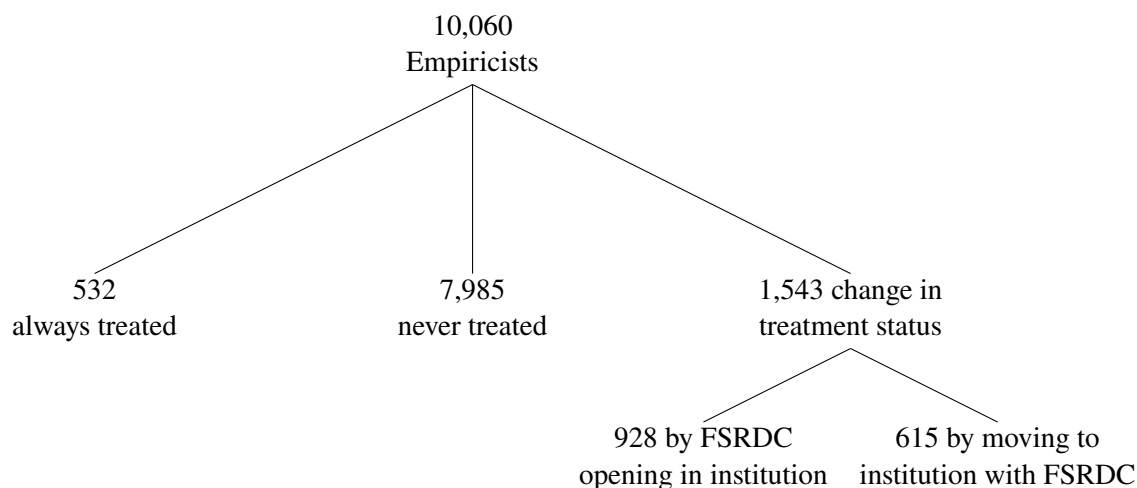 10,060
Empiricists
532
always treated
7,985
never treated
1,543 change in
treatment status
928 by FSRDC
opening in institution
615 by moving to
institution with FSRDC